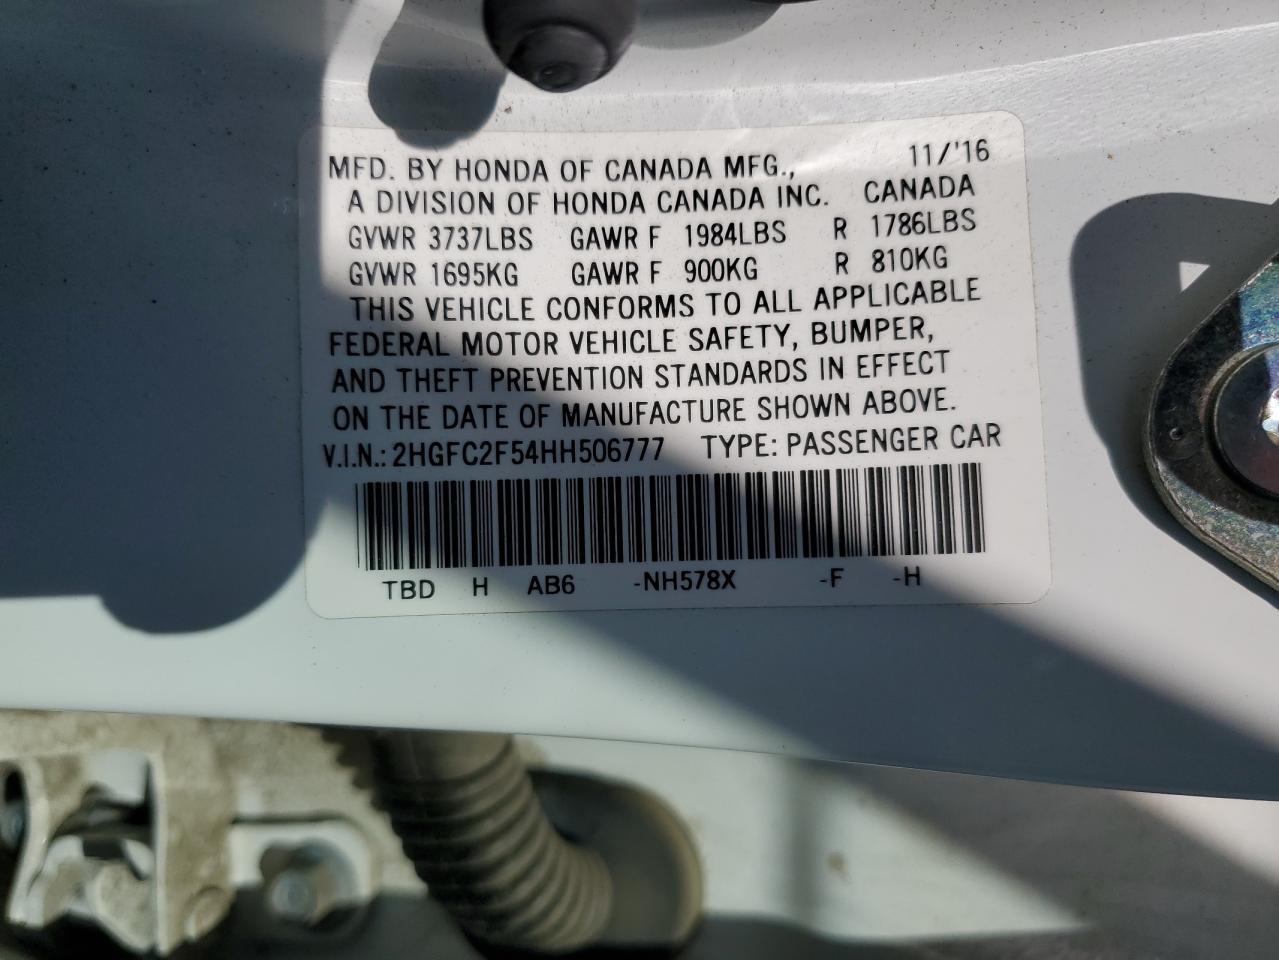 MFD. BY HONDA OF CANADA MFG., 11/'16
A DIVISION OF HONDA CANADA INC. CANADA
GVWR 3737LBS GAWR F 1984LBS R 1786LBS
GVWR 1695KG GAWR F 900KG R 810KG
THIS VEHICLE CONFORMS TO ALL APPLICABLE
FEDERAL MOTOR VEHICLE SAFETY, BUMPER,
AND THEFT PREVENTION STANDARDS IN EFFECT
ON THE DATE OF MANUFACTURE SHOWN ABOVE.
V.I.N.: 2HGFC2F54HH506777 TYPE: PASSENGER CAR
TBD H AB6 -NH578X -F -H